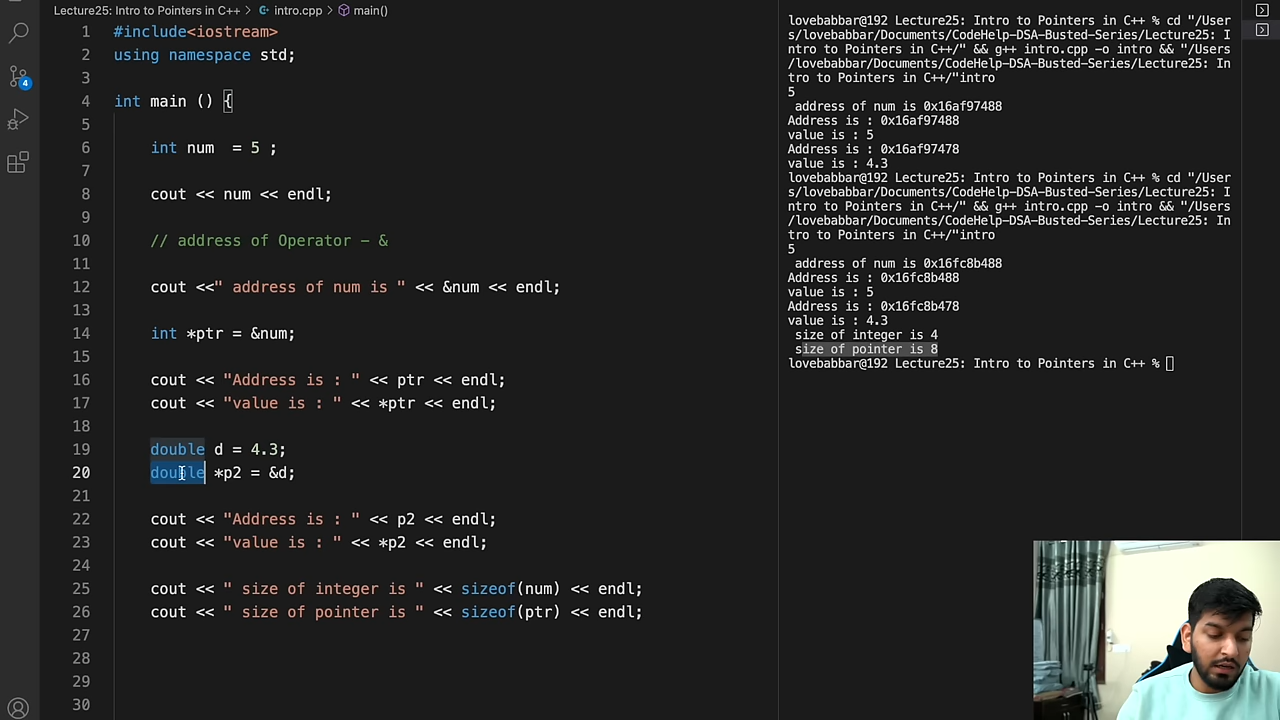 Lecture25: Intro to Pointers in C++ > intro.cpp > main()
1 #include<iostream>
2 using namespace std;
3
4 int main () {
5
6 int num  = 5 ;
7
8 cout << num << endl;
9
10 // address of Operator - &
11
12 cout <<" address of num is " << &num << endl;
13
14 int *ptr = &num;
15
16 cout << "Address is : " << ptr << endl;
17 cout << "value is : " << *ptr << endl;
18
19 double d = 4.3;
20 double *p2 = &d;
21
22 cout << "Address is : " << p2 << endl;
23 cout << "value is : " << *p2 << endl;
24
25 cout << " size of integer is " << sizeof(num) << endl;
26 cout << " size of pointer is " << sizeof(ptr) << endl;
27
28
29
30
4
lovebabbar@192 Lecture25: Intro to Pointers in C++ % cd "/User
s/lovebabbar/Documents/CodeHelp-DSA-Busted-Series/Lecture25: I
ntro to Pointers in C++/" && g++ intro.cpp -o intro && "/Users
/lovebabbar/Documents/CodeHelp-DSA-Busted-Series/Lecture25: In
tro to Pointers in C++/"intro
5
 address of num is 0x16af97488
Address is : 0x16af97488
value is : 5
Address is : 0x16af97478
value is : 4.3
lovebabbar@192 Lecture25: Intro to Pointers in C++ % cd "/User
s/lovebabbar/Documents/CodeHelp-DSA-Busted-Series/Lecture25: I
ntro to Pointers in C++/" && g++ intro.cpp -o intro && "/Users
/lovebabbar/Documents/CodeHelp-DSA-Busted-Series/Lecture25: In
tro to Pointers in C++/"intro
5
 address of num is 0x16fc8b488
Address is : 0x16fc8b488
value is : 5
Address is : 0x16fc8b478
value is : 4.3
 size of integer is 4
 size of pointer is 8
lovebabbar@192 Lecture25: Intro to Pointers in C++ %